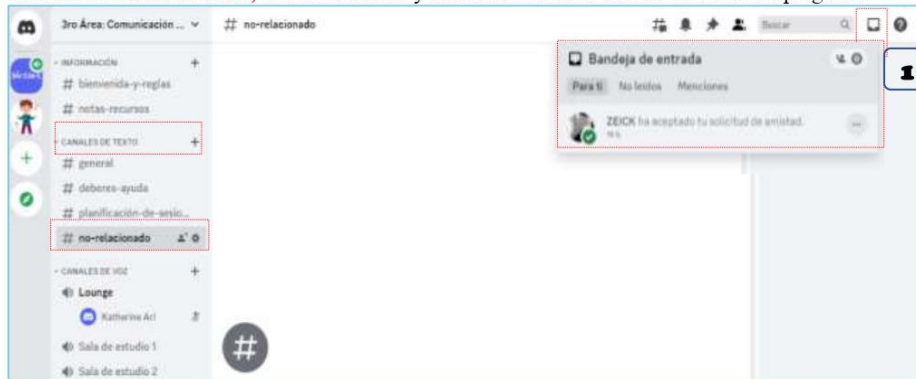 3ro Área: Comunicación ...
# no-relacionado
Buscar
INFORMACIÓN
# bienvenida-y-reglas
# notas-recursos
CANALES DE TEXTO
# general
# deberes-ayuda
# planificación-de-sesio...
# no-relacionado
CANALES DE VOZ
Lounge
Katherine Ari
Sala de estudio 1
Sala de estudio 2
Bandeja de entrada
Para ti No leídos Menciones
ZEICK ha aceptado tu solicitud de amistad.
1
#